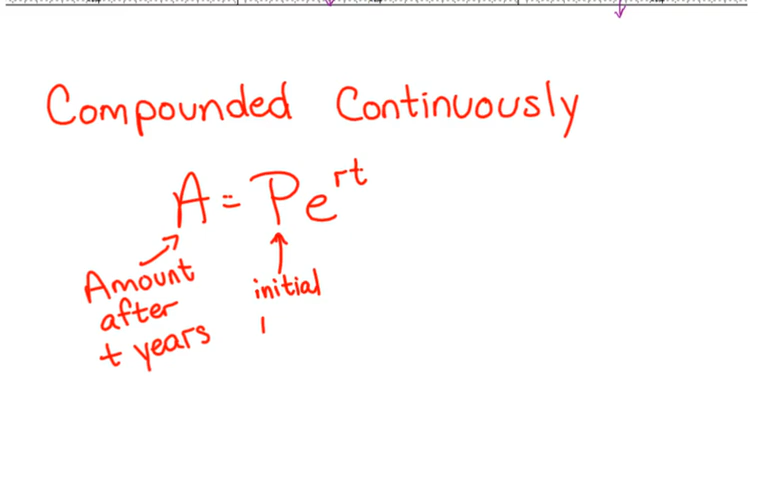 Compounded Continuously
A = Pe^rt
Amount
after
t years
initial